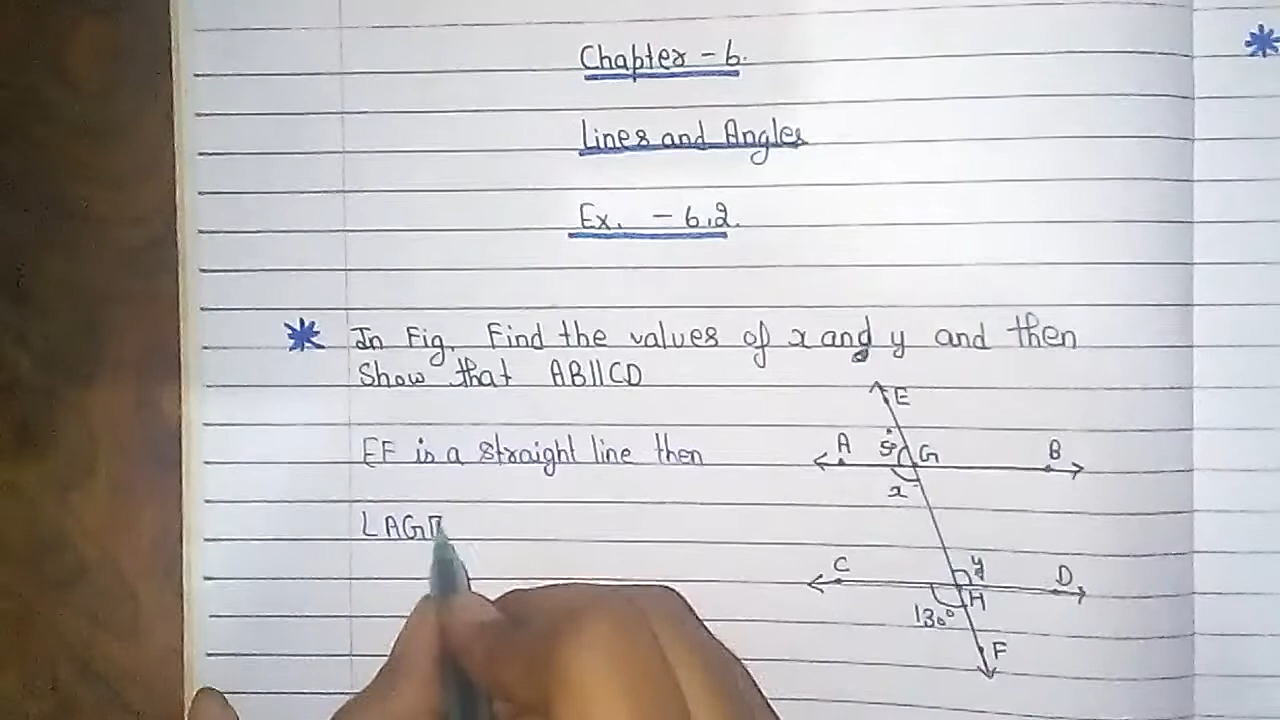 Chapter - 6.
Lines and Angles
Ex. - 6.2.
In Fig. Find the values of x and y and then
Show that AB||CD
E
EF is a straight line then
A
G
B
x
∠AGE
C
y
D
H
130°
F